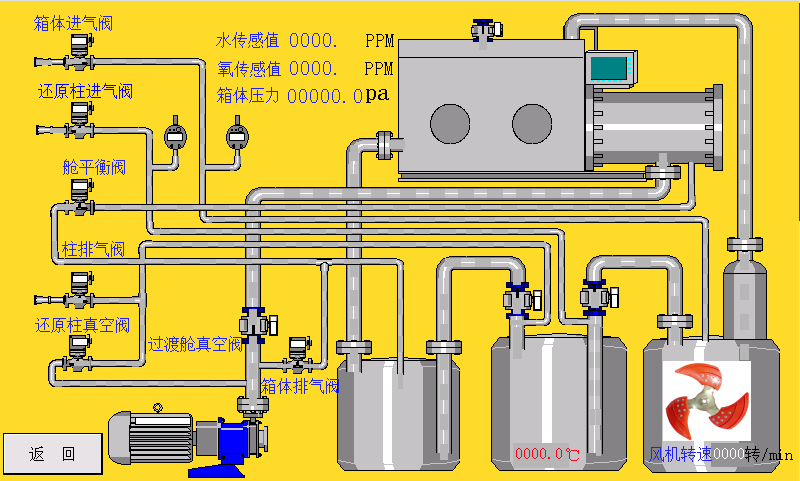 箱体进气阀
水传感值 0000. PPM
氧传感值 0000. PPM
还原柱进气阀
箱体压力 00000.0pa
舱平衡阀
柱排气阀
还原柱真空阀
过渡舱真空阀
箱体排气阀
返 回
0000.0℃
风机转速0000转/min